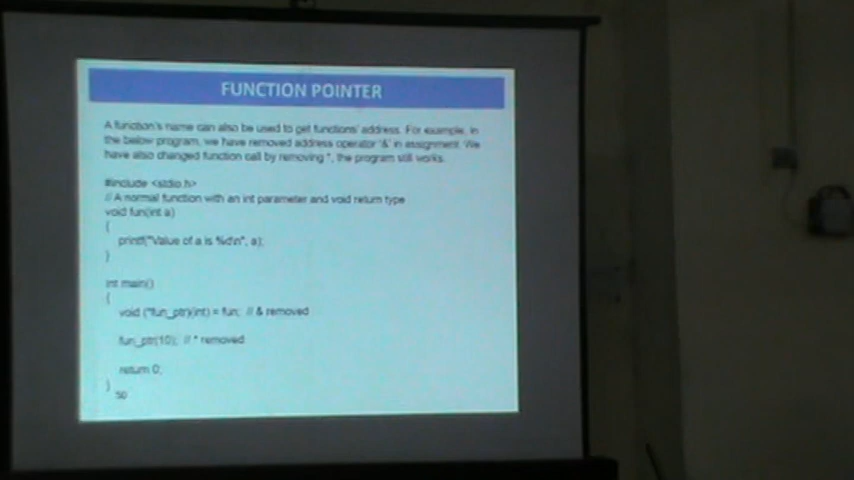 FUNCTION POINTER
A function's name can also be used to get functions' address. For example, in
the below program, we have removed address operator '&' in assignment. We
have also changed function call by removing *, the program still works.
#include <stdio.h>
// A normal function with an int parameter and void return type
void fun(int a)
{
printf("Value of a is %d\n", a);
}
int main()
{
void (*fun_ptr)(int) = fun; // & removed
fun_ptr(10); // * removed
return 0;
}
50